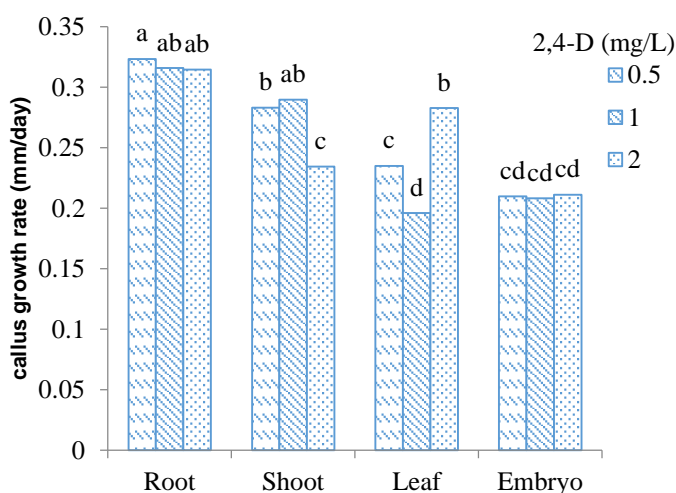 callus growth rate (mm/day)
0.35
0.3
0.25
0.2
0.15
0.1
0.05
0
a ab ab
b ab c
c d b
cd cd cd
Root Shoot Leaf Embryo
2,4-D (mg/L)
0.5
1
2